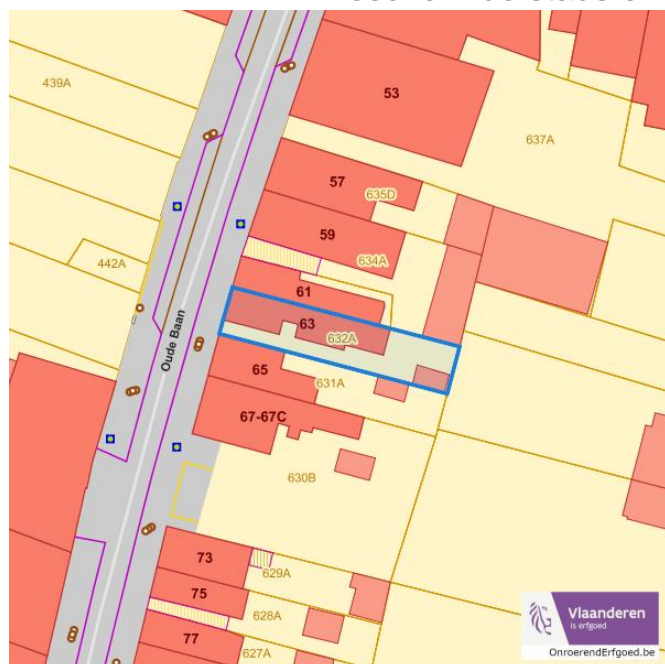 439A
53
637A
57
635D
59
634A
442A
61
63
632A
Oude Baan
65
631A
67-67C
630B
73
629A
75
628A
77
627A
Vlaanderen
is erfgoed
OnroerendErfgoed.be